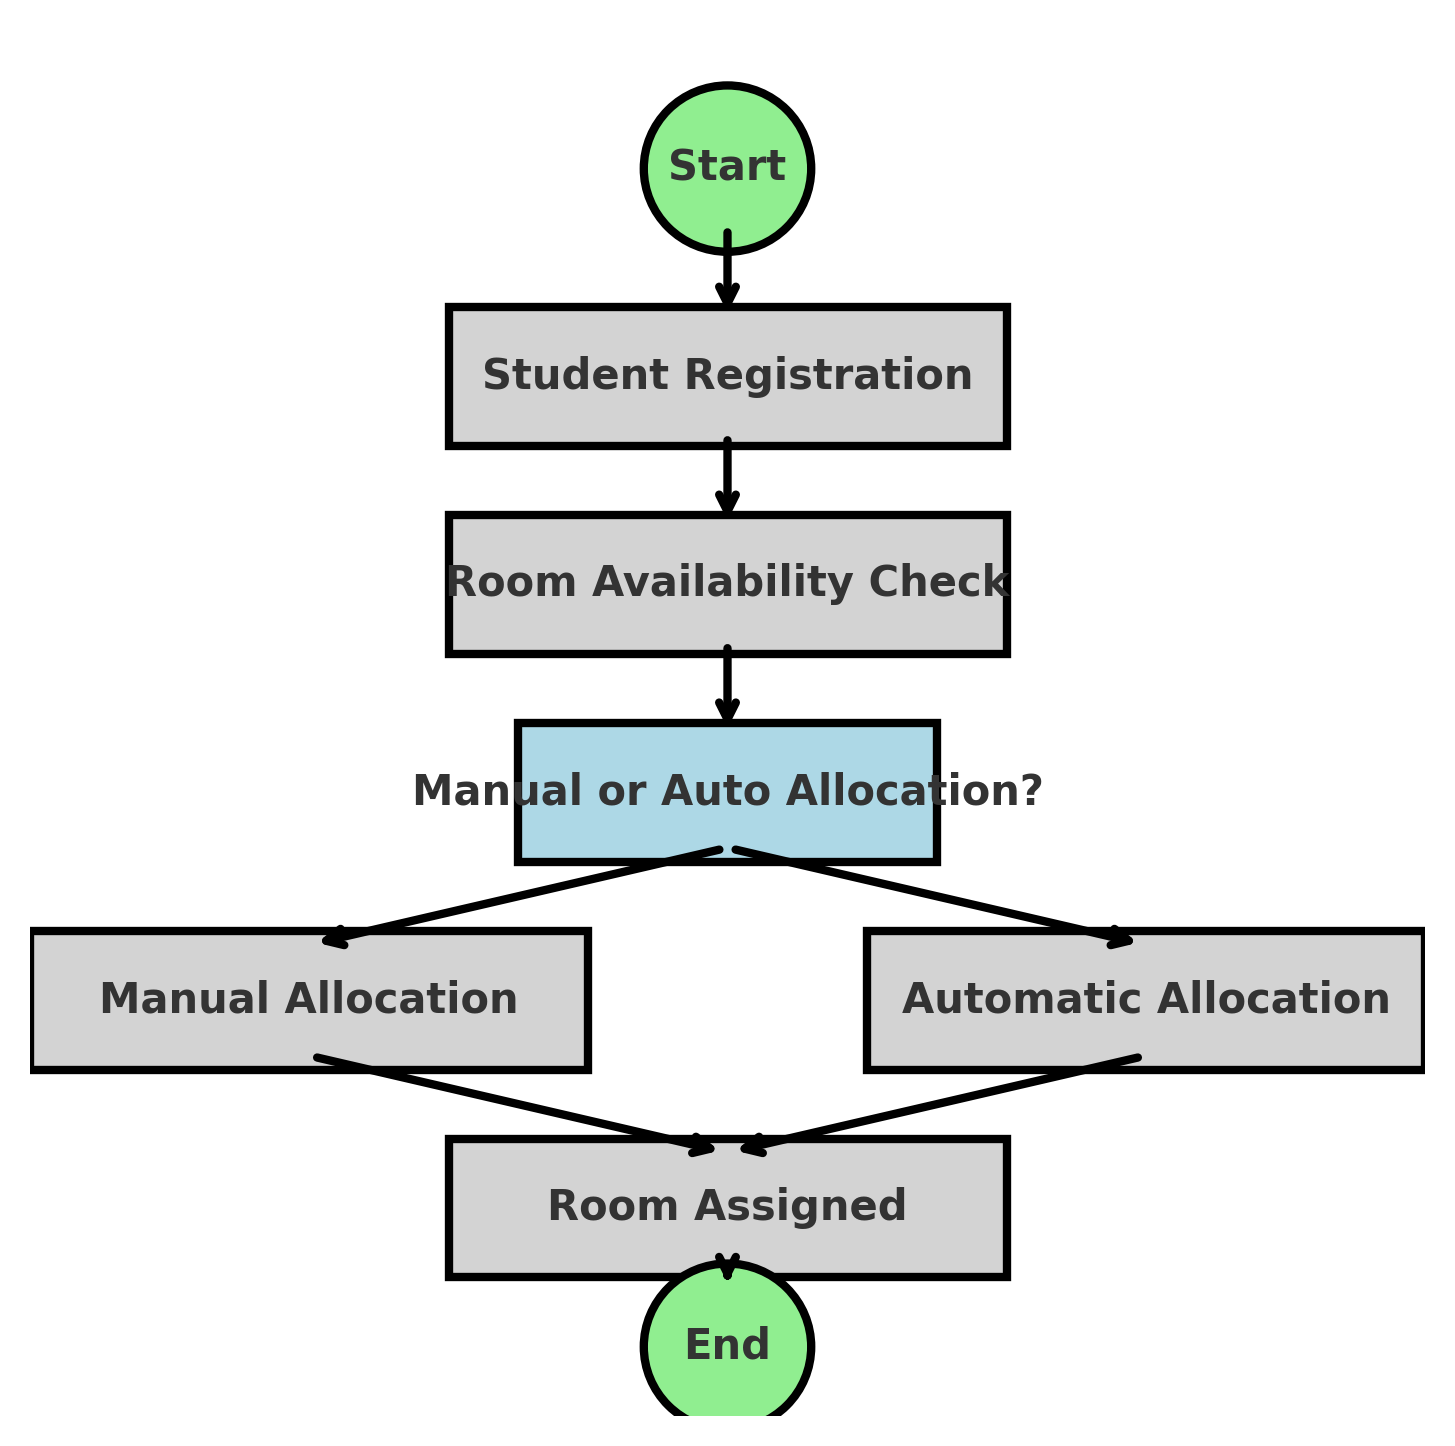 Start
Student Registration
Room Availability Check
Manual or Auto Allocation?
Manual Allocation
Automatic Allocation
Room Assigned
End